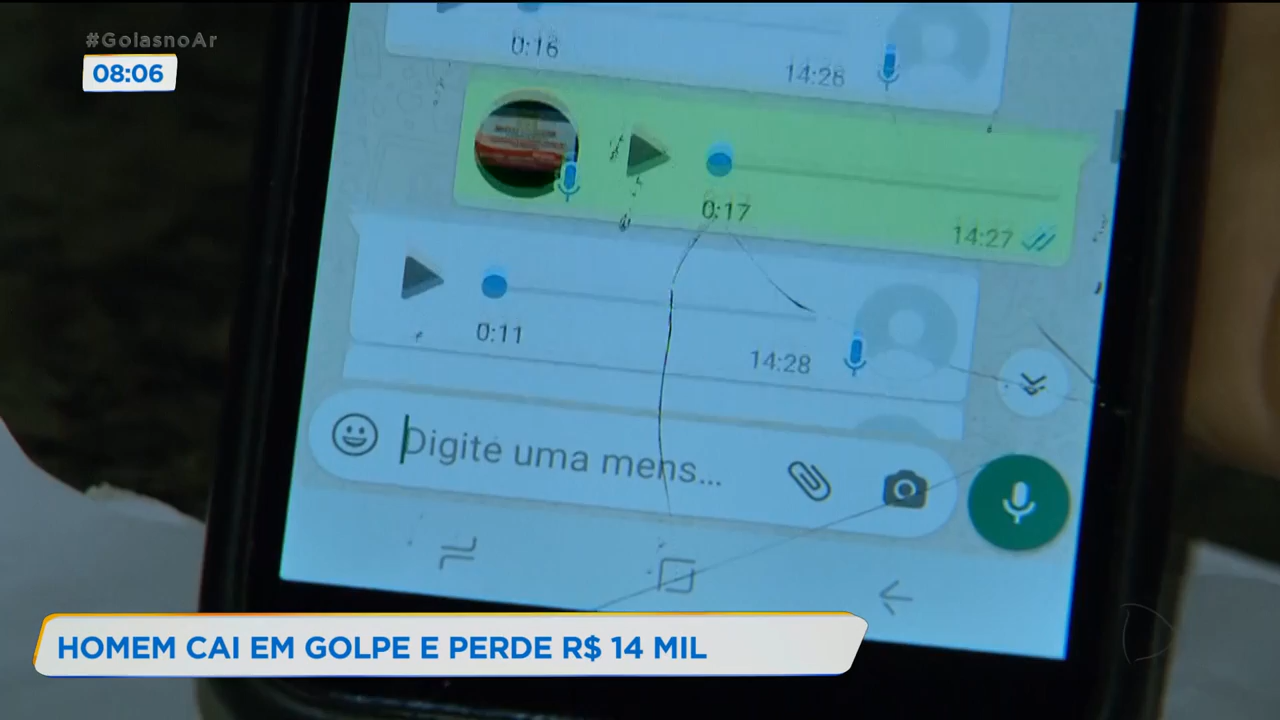 #GoiasnoAr
08:06
0:16
14:28
0:17
14:27
0:11
14:28
Digite uma mens...
HOMEM CAI EM GOLPE E PERDE R$ 14 MIL